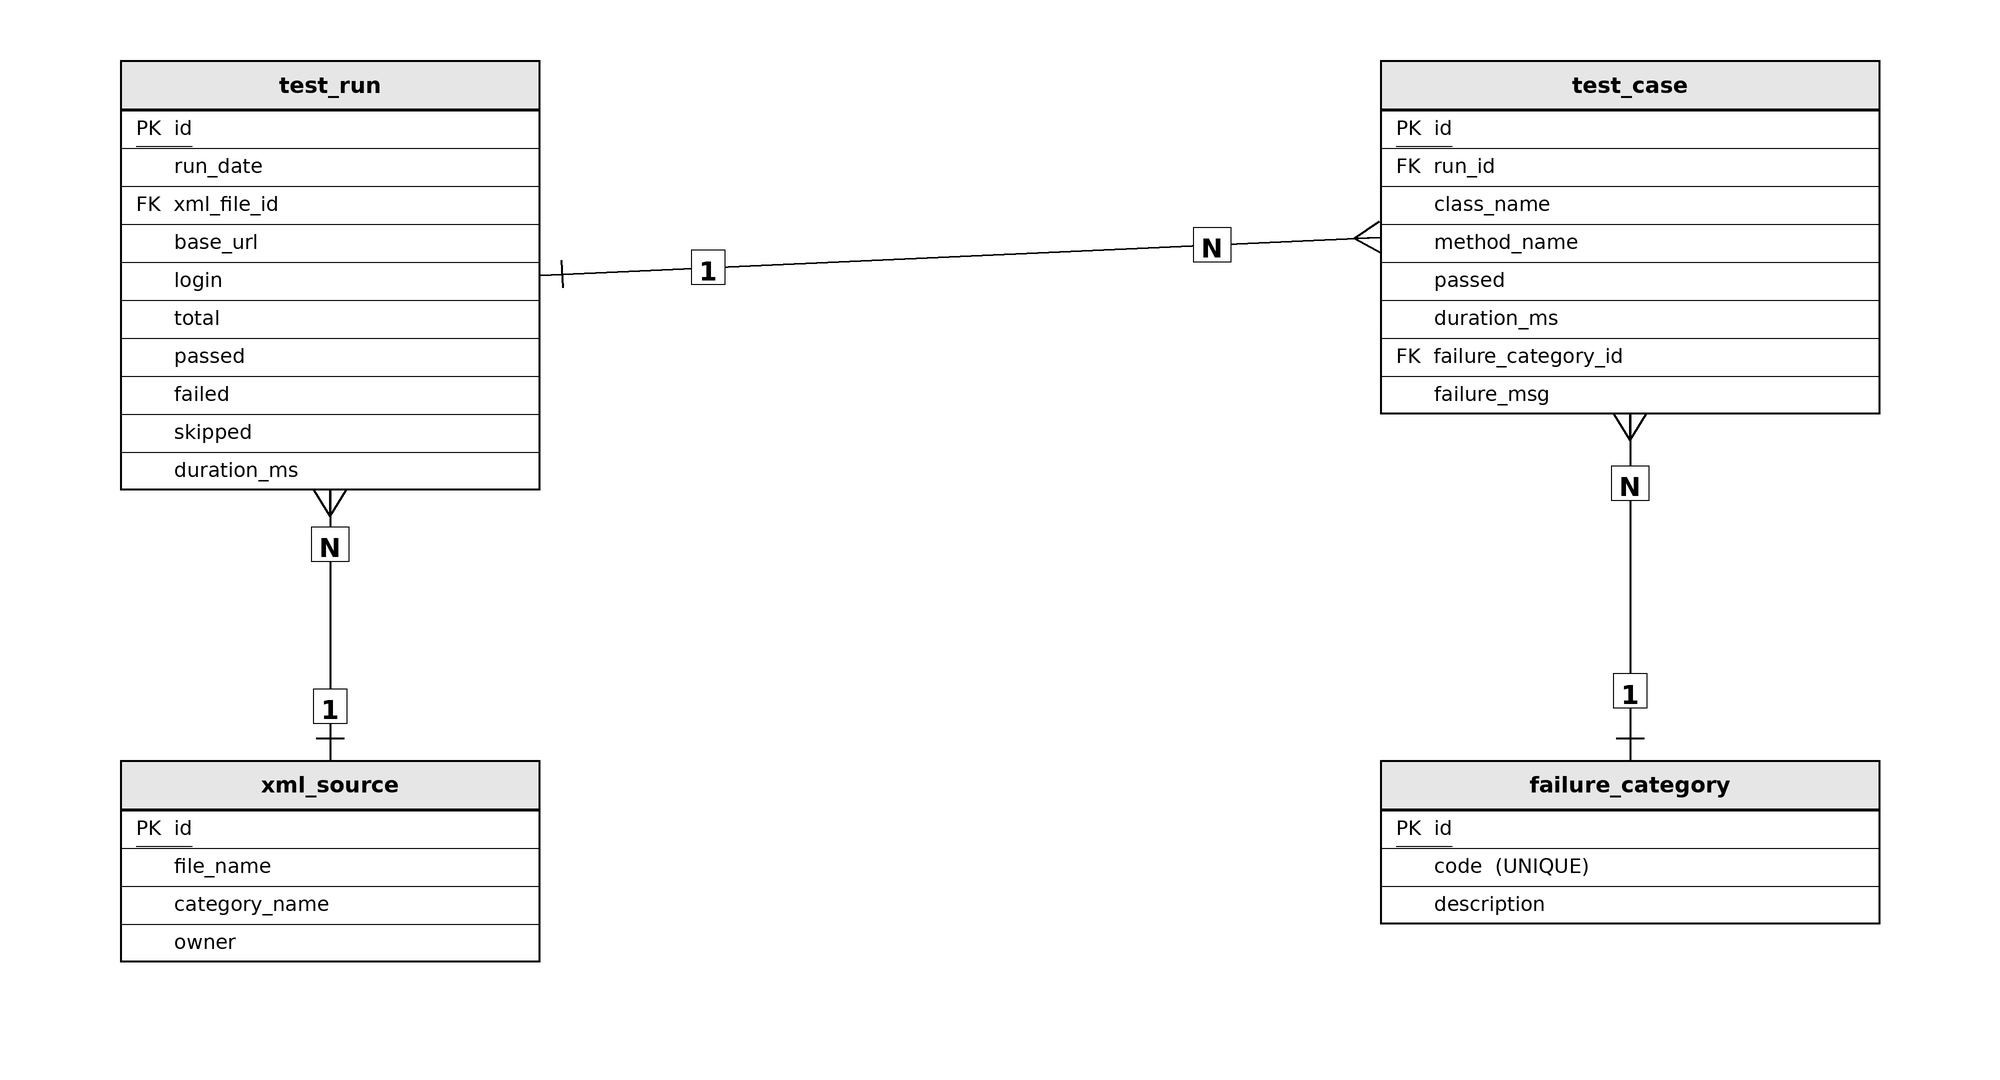 test_run
PK id
run_date
FK xml_file_id
base_url
login
total
passed
failed
skipped
duration_ms
1
N
test_case
PK id
FK run_id
class_name
method_name
passed
duration_ms
FK failure_category_id
failure_msg
N
1
xml_source
PK id
file_name
category_name
owner
N
1
failure_category
PK id
code (UNIQUE)
description